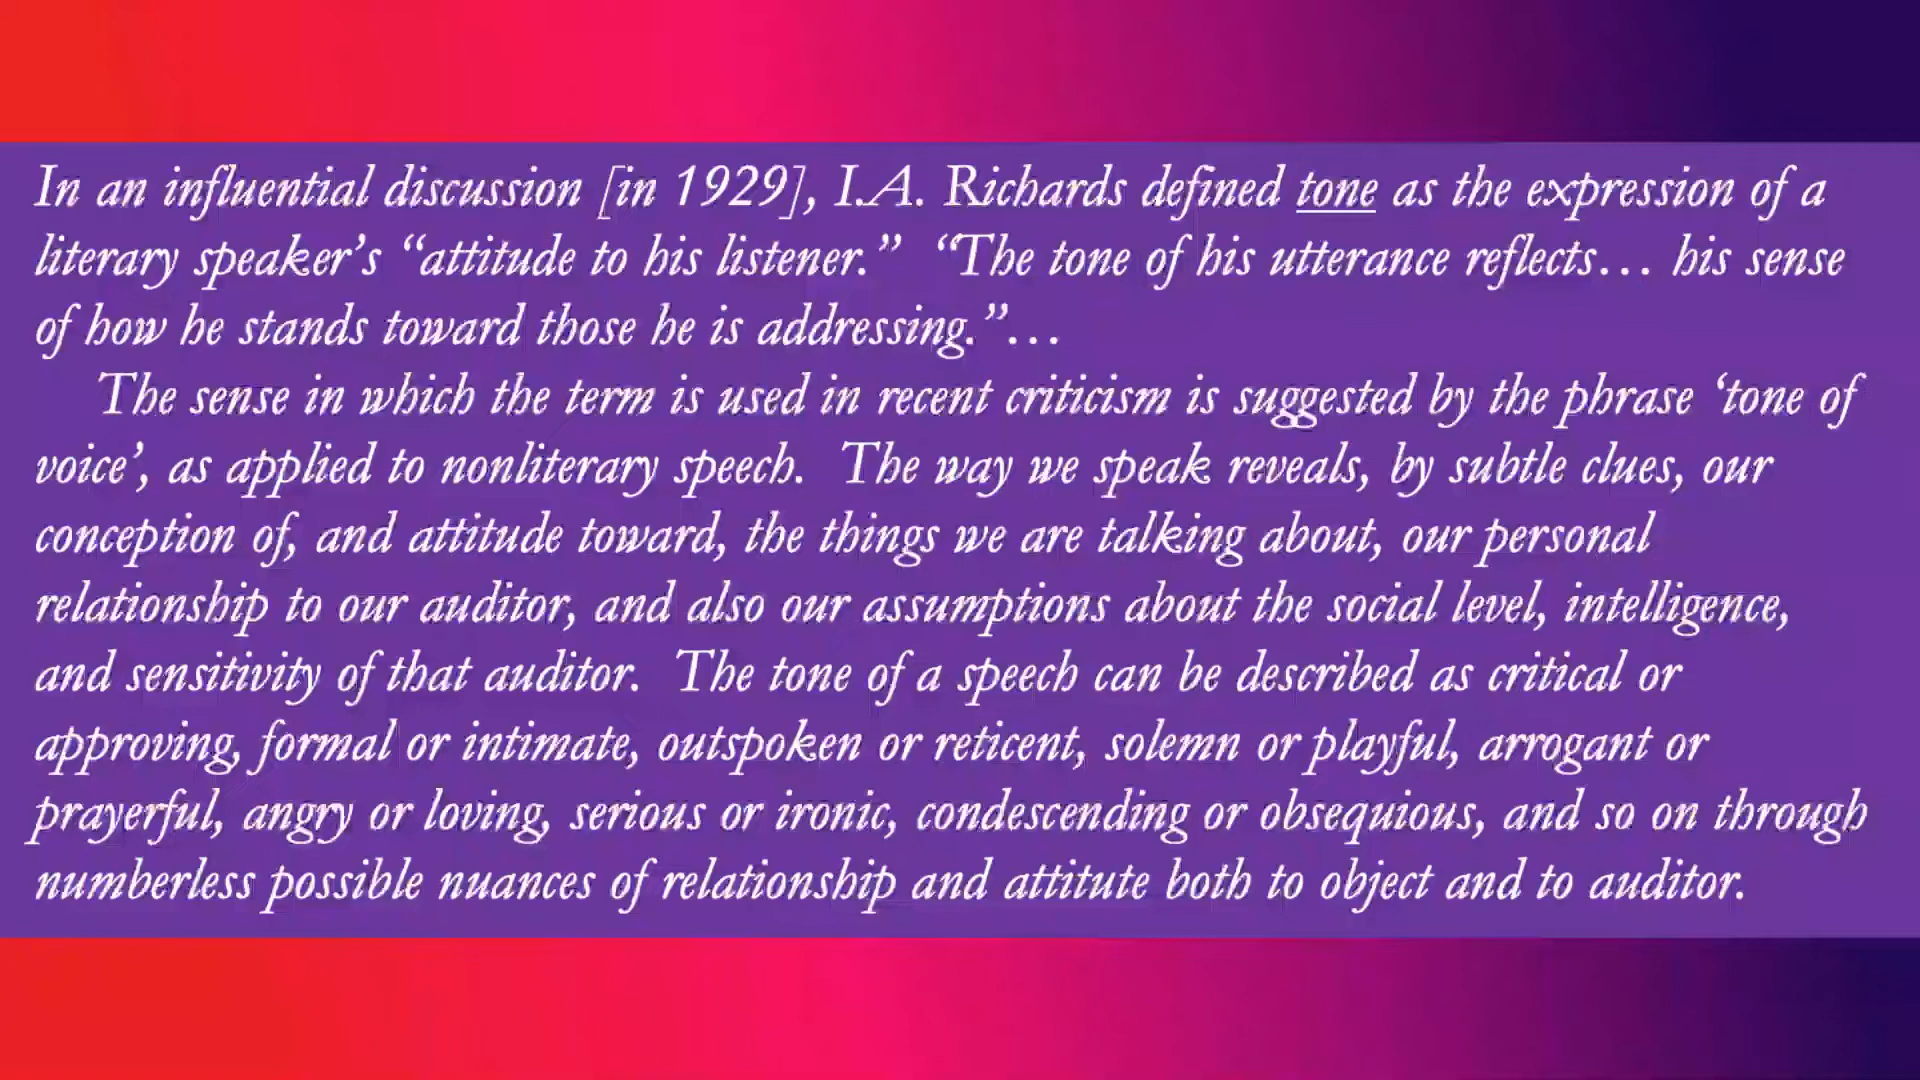 In an influential discussion [in 1929], I.A. Richards defined tone as the expression of a
literary speaker’s “attitude to his listener.”  “The tone of his utterance reflects… his sense
of how he stands toward those he is addressing.”…
The sense in which the term is used in recent criticism is suggested by the phrase ‘tone of
voice’, as applied to nonliterary speech.  The way we speak reveals, by subtle clues, our
conception of, and attitude toward, the things we are talking about, our personal
relationship to our auditor, and also our assumptions about the social level, intelligence,
and sensitivity of that auditor.  The tone of a speech can be described as critical or
approving, formal or intimate, outspoken or reticent, solemn or playful, arrogant or
prayerful, angry or loving, serious or ironic, condescending or obsequious, and so on through
numberless possible nuances of relationship and attitute both to object and to auditor.